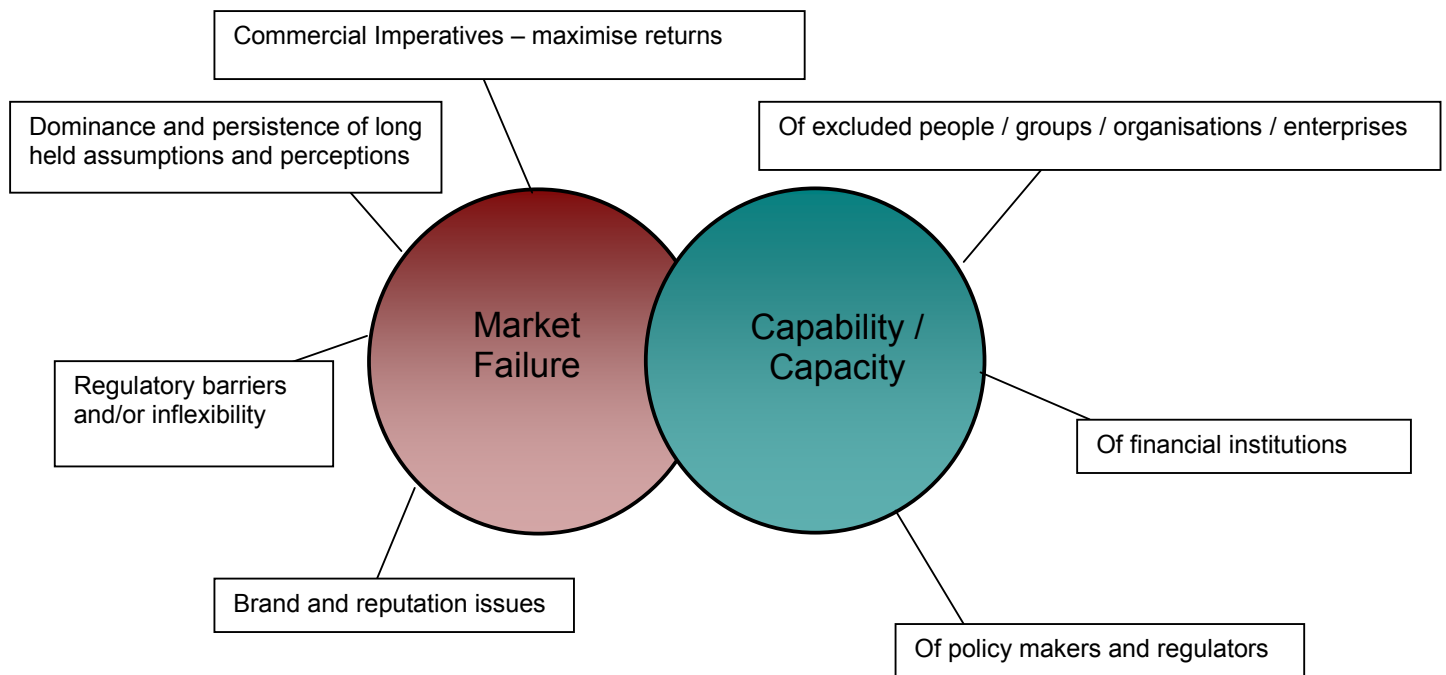 Commercial Imperatives – maximise returns
Dominance and persistence of long
held assumptions and perceptions
Of excluded people / groups / organisations / enterprises
Market
Failure
Capability /
Capacity
Regulatory barriers
and/or inflexibility
Of financial institutions
Brand and reputation issues
Of policy makers and regulators